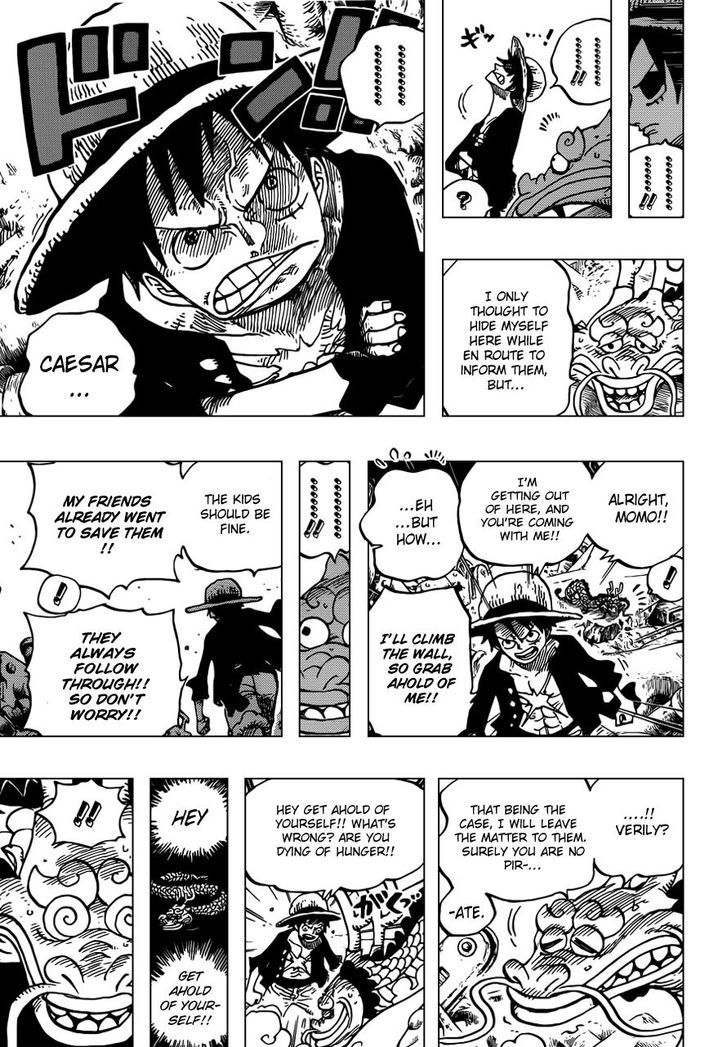 ........!!
........!!
?
I ONLY
THOUGHT TO
HIDE MYSELF
HERE WHILE
EN ROUTE TO
INFORM THEM,
BUT...
........
ドン!!
CAESAR
...
ALRIGHT,
MOMO!!
!
I'M
GETTING OUT
OF HERE, AND
YOU'RE COMING
WITH ME!!
...EH
...BUT
HOW...
I'LL CLIMB
THE WALL,
SO GRAB
AHOLD OF
ME!!
........!!
THE KIDS
SHOULD BE
FINE.
MY FRIENDS
ALREADY WENT
TO SAVE THEM
!!
!
THEY
ALWAYS
FOLLOW
THROUGH!!
SO DON'T
WORRY!!
....!!
VERILY?
THAT BEING THE
CASE, I WILL LEAVE
THE MATTER TO THEM.
SURELY YOU ARE NO
PIR-...
-ATE.
HEY GET AHOLD OF
YOURSELF!! WHAT'S
WRONG? ARE YOU
DYING OF HUNGER!!
がくっ
HEY
GET
AHOLD
OF YOUR-
SELF!!
!!